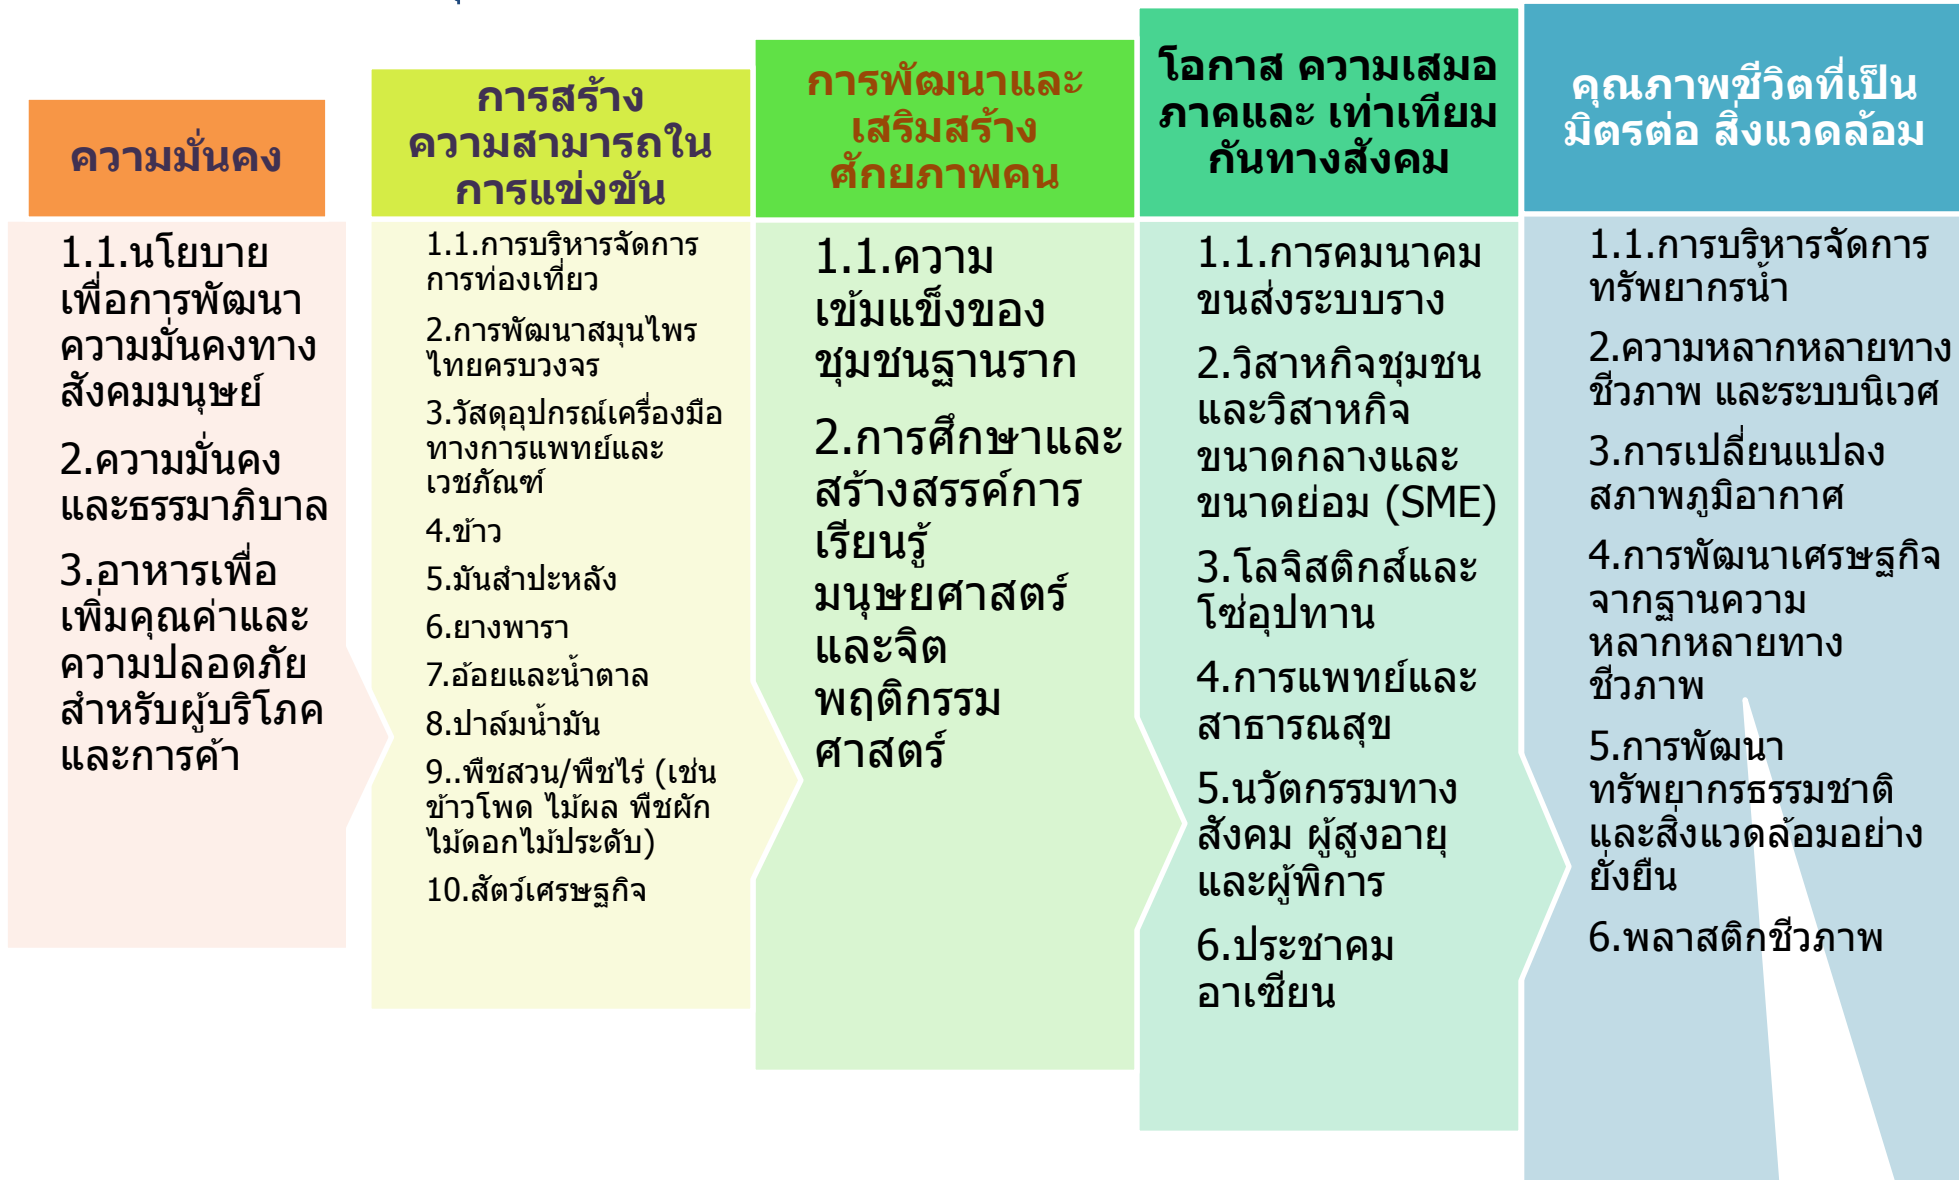 ความมั่นคง
1.1.นโยบาย
เพื่อการพัฒนา
ความมั่นคงทาง
สังคมมนุษย์
2.ความมั่นคง
และธรรมาภิบาล
3.อาหารเพื่อ
เพิ่มคุณค่าและ
ความปลอดภัย
สำหรับผู้บริโภค
และการค้า
การสร้าง
ความสามารถใน
การแข่งขัน
1.1.การบริหารจัดการ
การท่องเที่ยว
2.การพัฒนาสมุนไพร
ไทยครบวงจร
3.วัสดุอุปกรณ์เครื่องมือ
ทางการแพทย์และ
เวชภัณฑ์
4.ข้าว
5.มันสำปะหลัง
6.ยางพารา
7.อ้อยและน้ำตาล
8.ปาล์มน้ำมัน
9..พืชสวน/พืชไร่ (เช่น
ข้าวโพด ไม้ผล พืชผัก
ไม้ดอกไม้ประดับ)
10.สัตว์เศรษฐกิจ
การพัฒนาและ
เสริมสร้าง
ศักยภาพคน
1.1.ความ
เข้มแข็งของ
ชุมชนฐานราก
2.การศึกษาและ
สร้างสรรค์การ
เรียนรู้
มนุษยศาสตร์
และจิต
พฤติกรรม
ศาสตร์
โอกาส ความเสมอ
ภาคและ เท่าเทียม
กันทางสังคม
1.1.การคมนาคม
ขนส่งระบบราง
2.วิสาหกิจชุมชน
และวิสาหกิจ
ขนาดกลางและ
ขนาดย่อม (SME)
3.โลจิสติกส์และ
โซ่อุปทาน
4.การแพทย์และ
สาธารณสุข
5.นวัตกรรมทาง
สังคม ผู้สูงอายุ
และผู้พิการ
6.ประชาคม
อาเซียน
คุณภาพชีวิตที่เป็น
มิตรต่อ สิ่งแวดล้อม
1.1.การบริหารจัดการ
ทรัพยากรน้ำ
2.ความหลากหลายทาง
ชีวภาพ และระบบนิเวศ
3.การเปลี่ยนแปลง
สภาพภูมิอากาศ
4.การพัฒนาเศรษฐกิจ
จากฐานความ
หลากหลายทาง
ชีวภาพ
5.การพัฒนา
ทรัพยากรธรรมชาติ
และสิ่งแวดล้อมอย่าง
ยั่งยืน
6.พลาสติกชีวภาพ